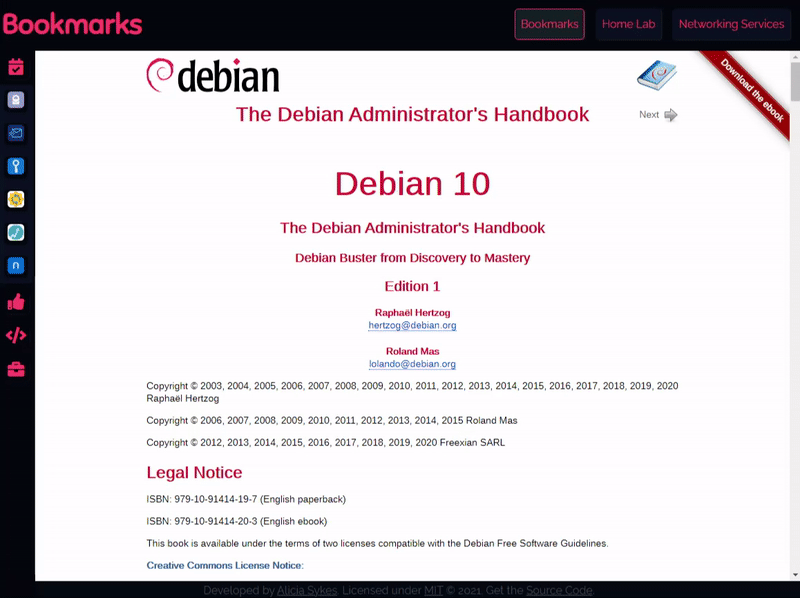 Bookmarks
Bookmarks Home Lab Networking Services
debian
Download the ebook
The Debian Administrator's Handbook
Next
Debian 10
The Debian Administrator's Handbook
Debian Buster from Discovery to Mastery
Edition 1
Raphaël Hertzog
hertzog@debian.org
Roland Mas
lolando@debian.org
Copyright © 2003, 2004, 2005, 2006, 2007, 2008, 2009, 2010, 2011, 2012, 2013, 2014, 2015, 2016, 2017, 2018, 2019, 2020
Raphaël Hertzog
Copyright © 2006, 2007, 2008, 2009, 2010, 2011, 2012, 2013, 2014, 2015 Roland Mas
Copyright © 2012, 2013, 2014, 2015, 2016, 2017, 2018, 2019, 2020 Freexian SARL
Legal Notice
ISBN: 979-10-91414-19-7 (English paperback)
ISBN: 979-10-91414-20-3 (English ebook)
This book is available under the terms of two licenses compatible with the Debian Free Software Guidelines.
Creative Commons License Notice:
Developed by Alicia Sykes. Licensed under MIT © 2021. Get the Source Code.